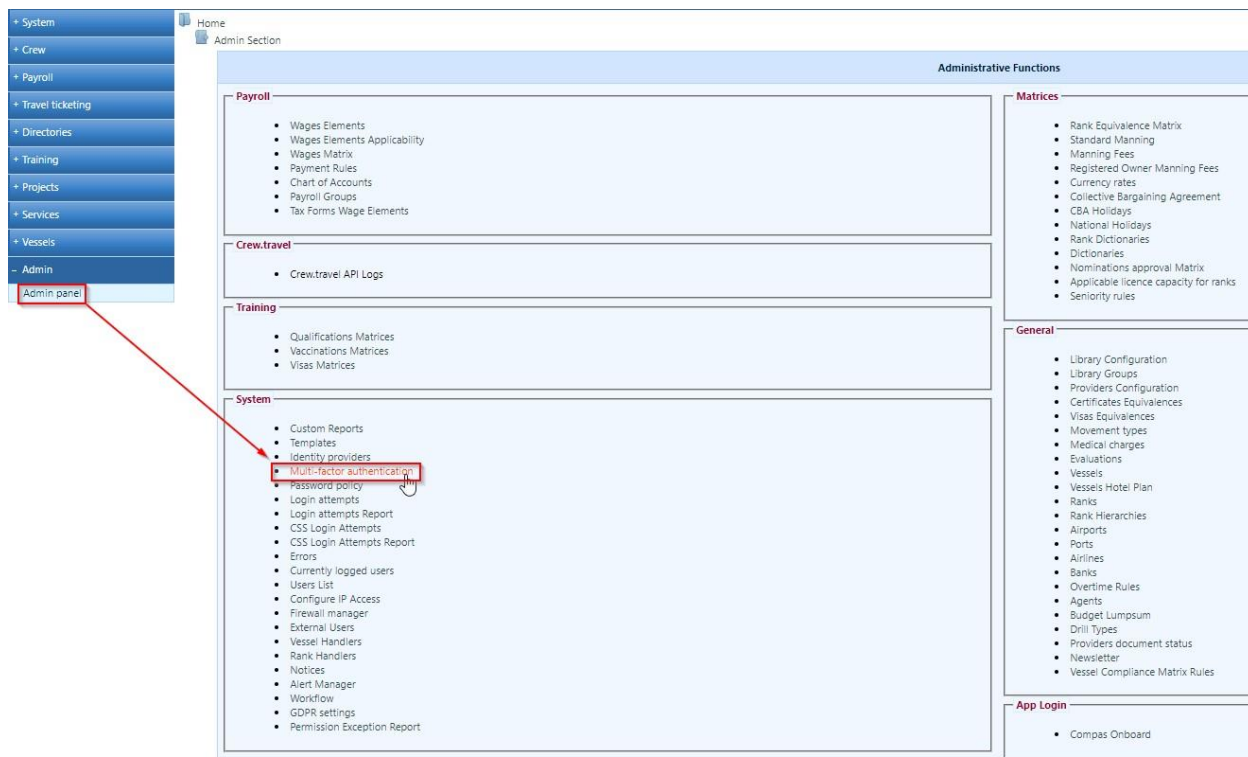 + System
+ Crew
+ Payroll
+ Travel ticketing
+ Directories
+ Training
+ Projects
+ Services
+ Vessels
- Admin
Admin panel
Home
Admin Section
Administrative Functions
Payroll
Wages Elements
Wages Elements Applicability
Wages Matrix
Payment Rules
Chart of Accounts
Payroll Groups
Tax Forms Wage Elements
Crew.travel
Crew.travel API Logs
Training
Qualifications Matrices
Vaccinations Matrices
Visas Matrices
System
Custom Reports
Templates
Identity providers
Multi-factor authentication
Password policy
Login attempts
Login attempts Report
CSS Login Attempts
CSS Login Attempts Report
Errors
Currently logged users
Users List
Configure IP Access
Firewall manager
External Users
Vessel Handlers
Rank Handlers
Notices
Alert Manager
Workflow
GDPR settings
Permission Exception Report
Matrices
Rank Equivalence Matrix
Standard Manning
Manning Fees
Registered Owner Manning Fees
Currency rates
Collective Bargaining Agreement
CBA Holidays
National Holidays
Rank Dictionaries
Dictionaries
Nominations approval Matrix
Applicable licence capacity for ranks
Seniority rules
General
Library Configuration
Library Groups
Providers Configuration
Certificates Equivalences
Visas Equivalences
Movement types
Medical charges
Evaluations
Vessels
Vessels Hotel Plan
Ranks
Rank Hierarchies
Airports
Ports
Airlines
Banks
Overtime Rules
Agents
Budget Lumpsum
Drill Types
Providers document status
Newsletter
Vessel Compliance Matrix Rules
App Login
Compas Onboard